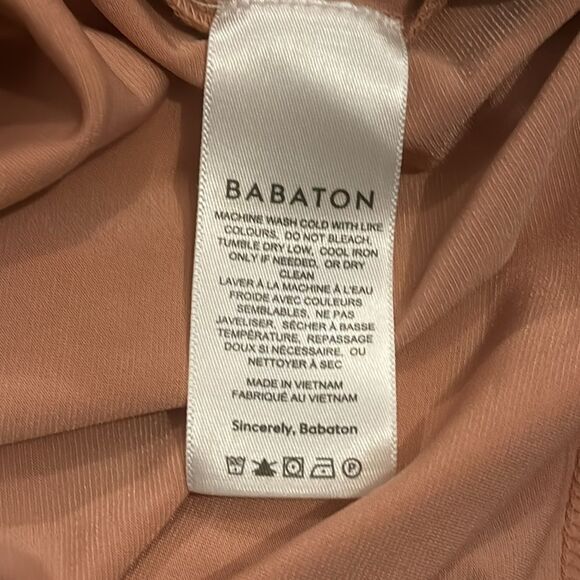 BABATON
MACHINE WASH COLD WITH LIKE
COLOURS, DO NOT BLEACH,
TUMBLE DRY LOW, COOL IRON
ONLY IF NEEDED, OR DRY
CLEAN
LAVER À LA MACHINE À L'EAU
FROIDE AVEC COULEURS
SEMBLABLES, NE PAS
JAVELISER, SÉCHER À BASSE
TEMPÉRATURE, REPASSAGE
DOUX SI NÉCESSAIRE, OU
NETTOYER À SEC
MADE IN VIETNAM
FABRIQUÉ AU VIETNAM
Sincerely, Babaton
P